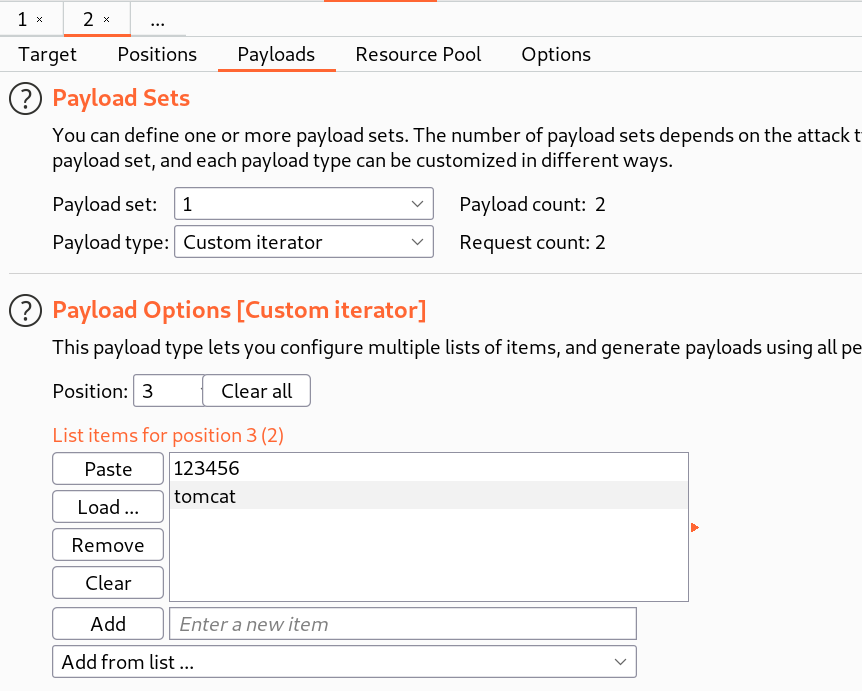 1 × 2 × ...
Target Positions Payloads Resource Pool Options
? Payload Sets
You can define one or more payload sets. The number of payload sets depends on the attack
payload set, and each payload type can be customized in different ways.
Payload set: 1 Payload count: 2
Payload type: Custom iterator Request count: 2
? Payload Options [Custom iterator]
This payload type lets you configure multiple lists of items, and generate payloads using all
Position: 3 Clear all
List items for position 3 (2)
Paste 123456
Load ... tomcat
Remove
Clear
Add Enter a new item
Add from list ...